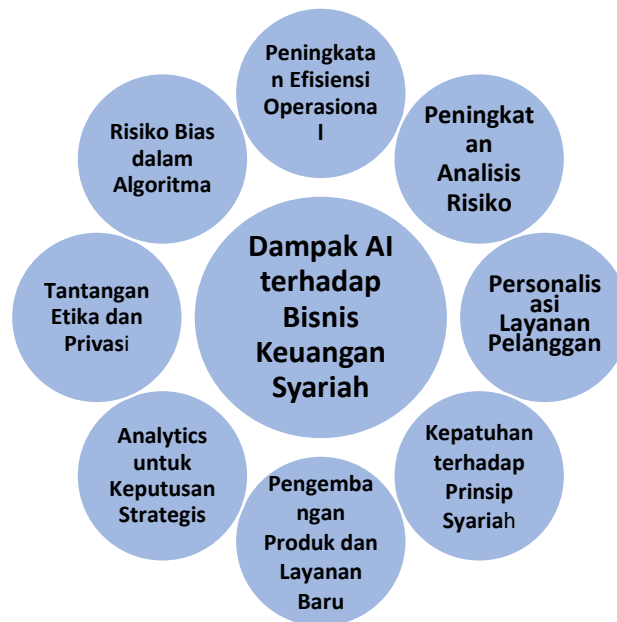 Peningkata
n Efisiensi
Operasiona
l
Peningkat
an
Analisis
Risiko
Personalis
asi
Layanan
Pelanggan
Kepatuhan
terhadap
Prinsip
Syariah
Pengemba
ngan
Produk dan
Layanan
Baru
Analytics
untuk
Keputusan
Strategis
Tantangan
Etika dan
Privasi
Risiko Bias
dalam
Algoritma
Dampak AI
terhadap
Bisnis
Keuangan
Syariah